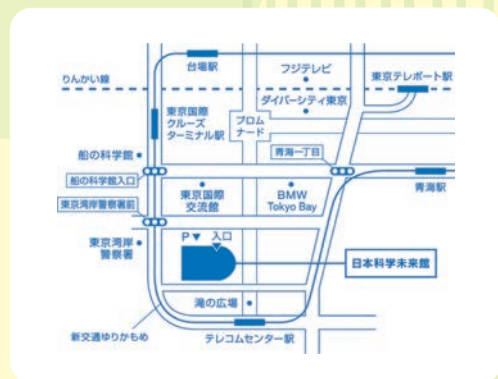 台場駅
フジテレビ
りんかい線
東京テレポート駅
ダイバーシティ東京
東京国際
クルーズ
ターミナル駅
プロム
ナード
船の科学館
青海一丁目
船の科学館入口
青海駅
東京国際
交流館
BMW
Tokyo Bay
東京湾岸警察署前
東京湾岸
警察署
P▼ 入口
日本科学未来館
滝の広場
新交通ゆりかもめ
テレコムセンター駅